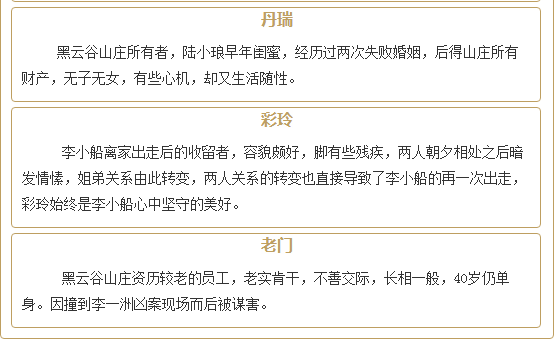 丹瑞
黑云谷山庄所有者，陆小琅早年闺蜜，经历过两次失败婚姻，后得山庄所有
财产，无子无女，有些心机，却又生活随性。
彩玲
李小船离家出走后的收留者，容貌颇好，脚有些残疾，两人朝夕相处之后暗
发情愫，姐弟关系由此转变，两人关系的转变也直接导致了李小船的再一次出走，
彩玲始终是李小船心中坚守的美好。
老门
黑云谷山庄资历较老的员工，老实肯干，不善交际，长相一般，40岁仍单
身。因撞到李一洲凶案现场而后被谋害。